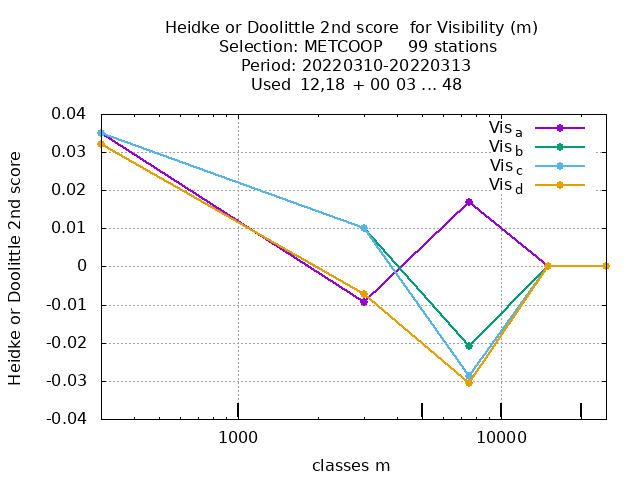 Heidke or Doolittle 2nd score  for Visibility (m)
Selection: METCOOP     99 stations
Period: 20220310-20220313
Used  12,18 + 00 03 ... 48
Heidke or Doolittle 2nd score
0.04
0.03
0.02
0.01
0
-0.01
-0.02
-0.03
-0.04
Vis a
Vis b
Vis c
Vis d
1000
10000
classes m